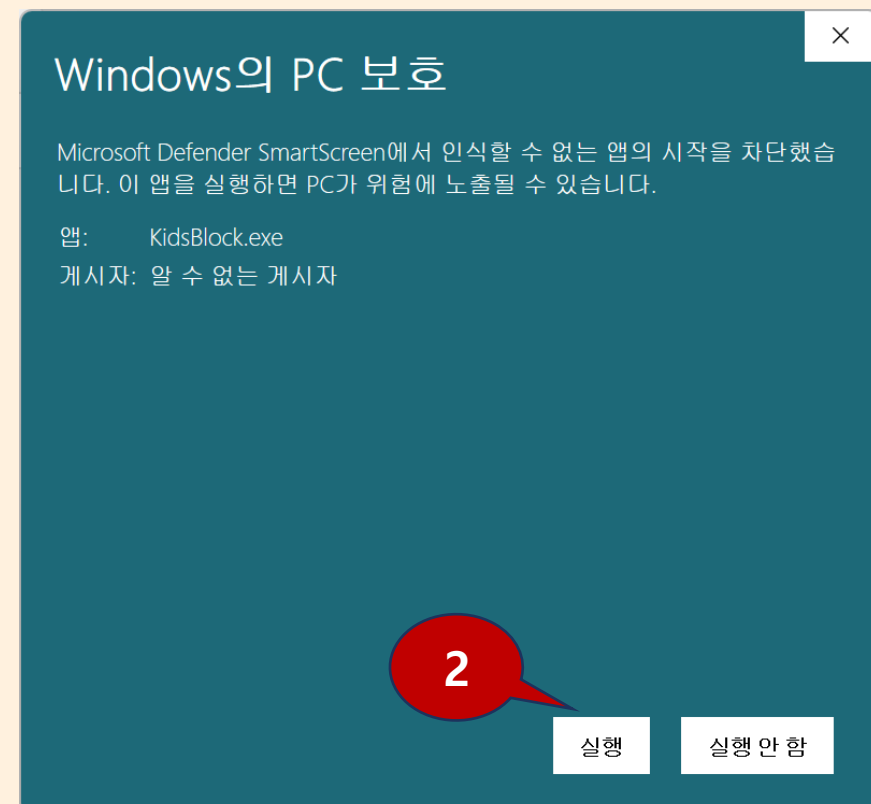 Windows의 PC 보호
Microsoft Defender SmartScreen에서 인식할 수 없는 앱의 시작을 차단했습
니다. 이 앱을 실행하면 PC가 위험에 노출될 수 있습니다.
앱: KidsBlock.exe
게시자: 알 수 없는 게시자
2
실행 실행 안 함